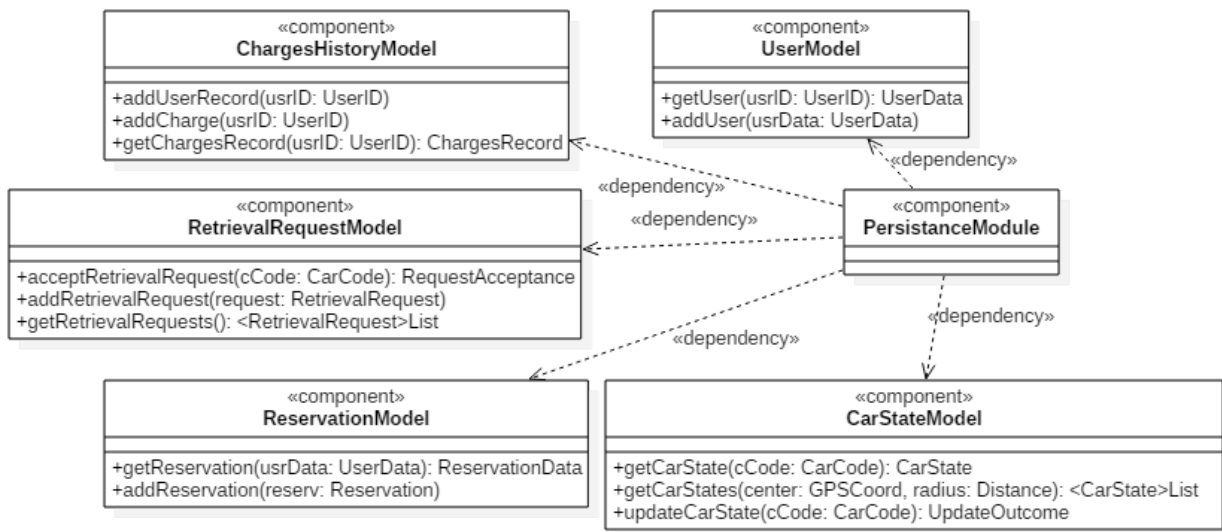 «component»
ChargesHistoryModel
+addUserRecord(usrID: UserID)
+addCharge(usrID: UserID)
+getChargesRecord(usrID: UserID): ChargesRecord
«component»
UserModel
+getUser(usrID: UserID): UserData
+addUser(usrData: UserData)
«dependency»
«dependency»
«dependency»
«component»
RetrievalRequestModel
+acceptRetrievalRequest(cCode: CarCode): RequestAcceptance
+addRetrievalRequest(request: RetrievalRequest)
+getRetrievalRequests(): <RetrievalRequest>List
«component»
PersistanceModule
«dependency»
«dependency»
«component»
ReservationModel
+getReservation(usrData: UserData): ReservationData
+addReservation(reserv: Reservation)
«component»
CarStateModel
+getCarState(cCode: CarCode): CarState
+getCarStates(center: GPSCoord, radius: Distance): <CarState>List
+updateCarState(cCode: CarCode): UpdateOutcome